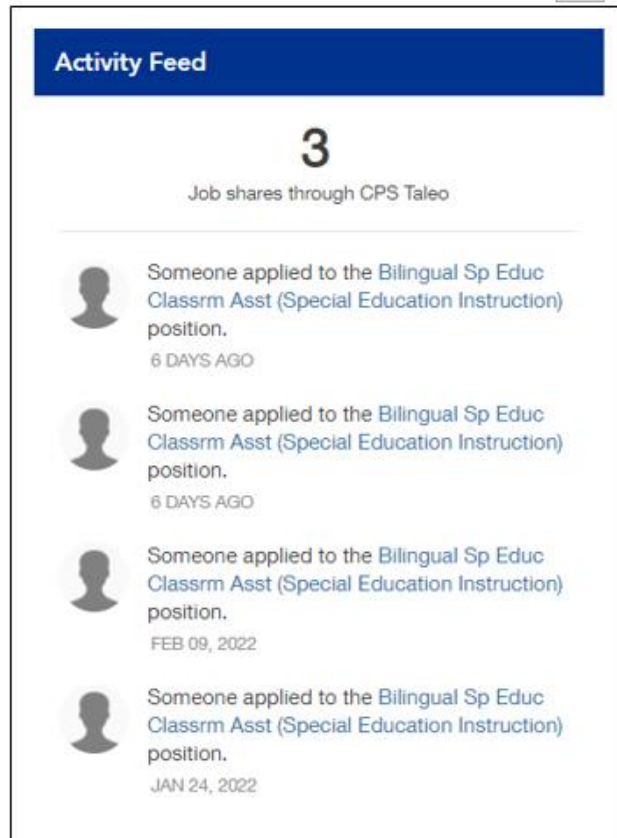 Activity Feed
3
Job shares through CPS Taleo
Someone applied to the Bilingual Sp Educ
Classrm Asst (Special Education Instruction)
position.
6 DAYS AGO
Someone applied to the Bilingual Sp Educ
Classrm Asst (Special Education Instruction)
position.
6 DAYS AGO
Someone applied to the Bilingual Sp Educ
Classrm Asst (Special Education Instruction)
position.
FEB 09, 2022
Someone applied to the Bilingual Sp Educ
Classrm Asst (Special Education Instruction)
position.
JAN 24, 2022